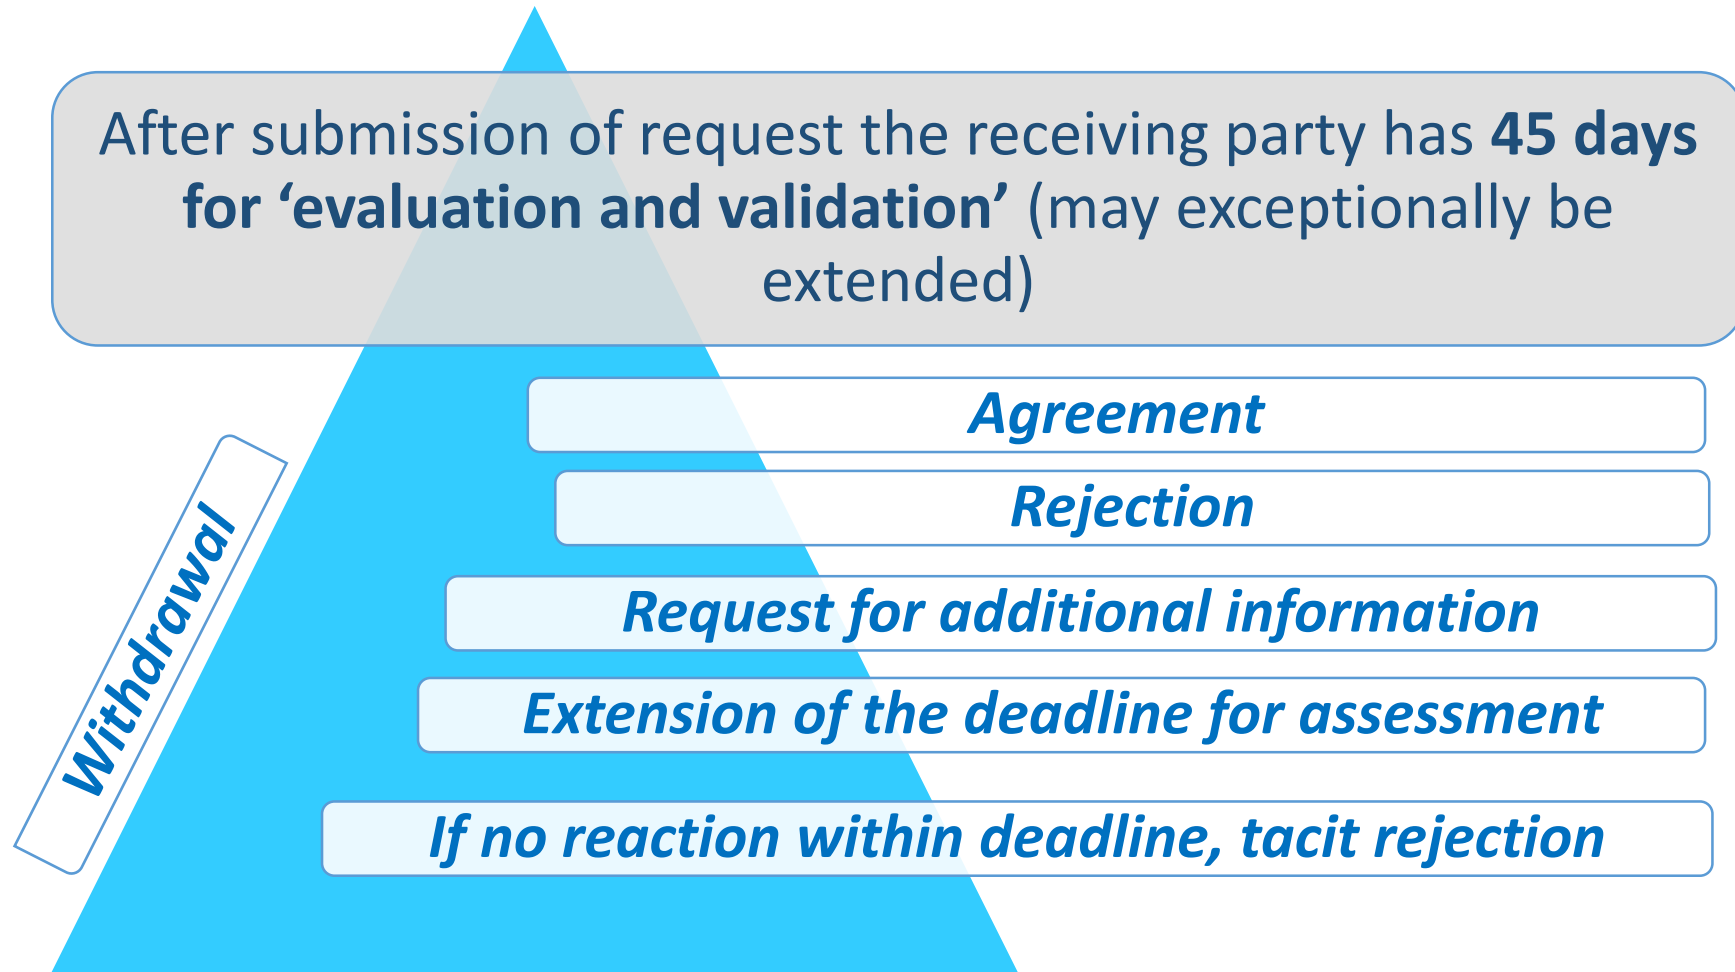 After submission of request the receiving party has 45 days
for ‘evaluation and validation’ (may exceptionally be
extended)
Agreement
Rejection
Request for additional information
Extension of the deadline for assessment
If no reaction within deadline, tacit rejection
Withdrawal